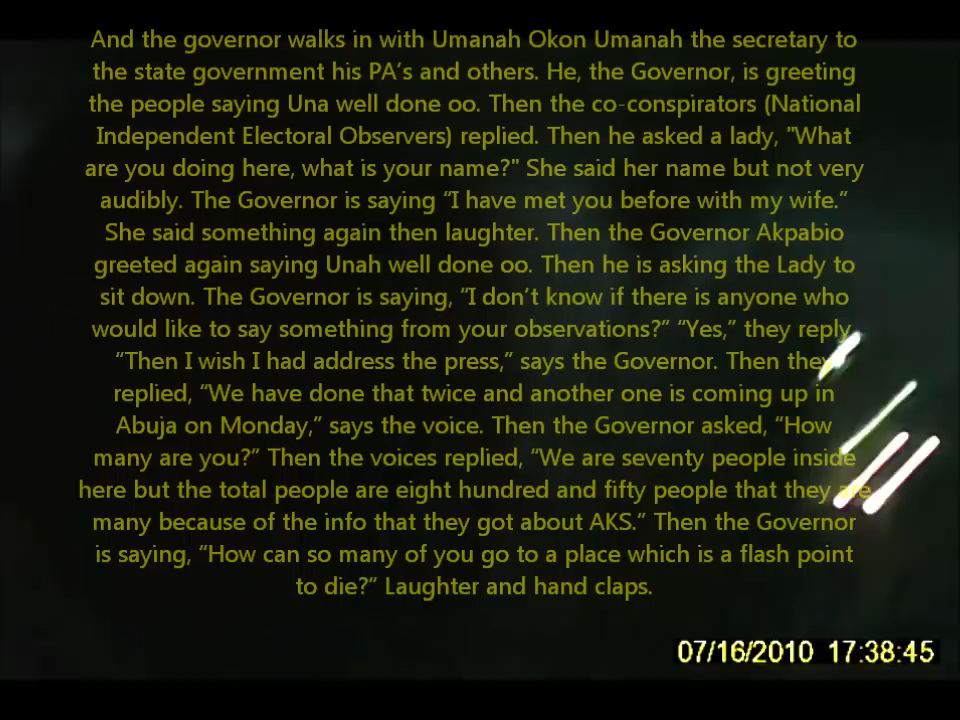 And the governor walks in with Umanah Okon Umanah the secretary to
the state government his PA’s and others. He, the Governor, is greeting
the people saying Una well done oo. Then the co-conspirators (National
Independent Electoral Observers) replied. Then he asked a lady, "What
are you doing here, what is your name?" She said her name but not very
audibly. The Governor is saying “I have met you before with my wife.”
She said something again then laughter. Then the Governor Akpabio
greeted again saying Unah well done oo. Then he is asking the Lady to
sit down. The Governor is saying, “I don’t know if there is anyone who
would like to say something from your observations?” “Yes,” they reply.
“Then I wish I had address the press,” says the Governor. Then they
replied, “We have done that twice and another one is coming up in
Abuja on Monday,” says the voice. Then the Governor asked, “How
many are you?” Then the voices replied, “We are seventy people inside
here but the total people are eight hundred and fifty people that they are
many because of the info that they got about AKS.” Then the Governor
is saying, “How can so many of you go to a place which is a flash point
to die?” Laughter and hand claps.
07/16/2010 17:38:45